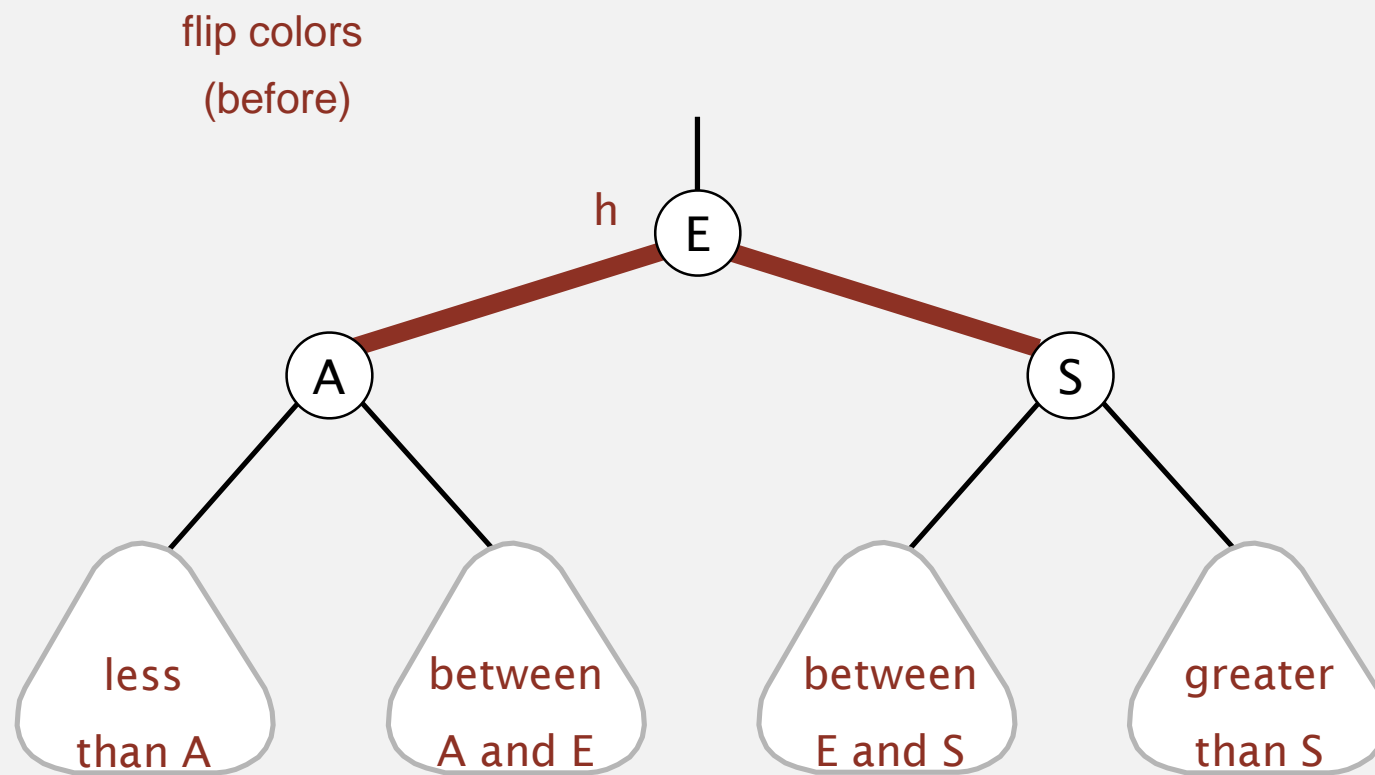 flip colors
(before)
h
E
A
S
less
than A
between
A and E
between
E and S
greater
than S